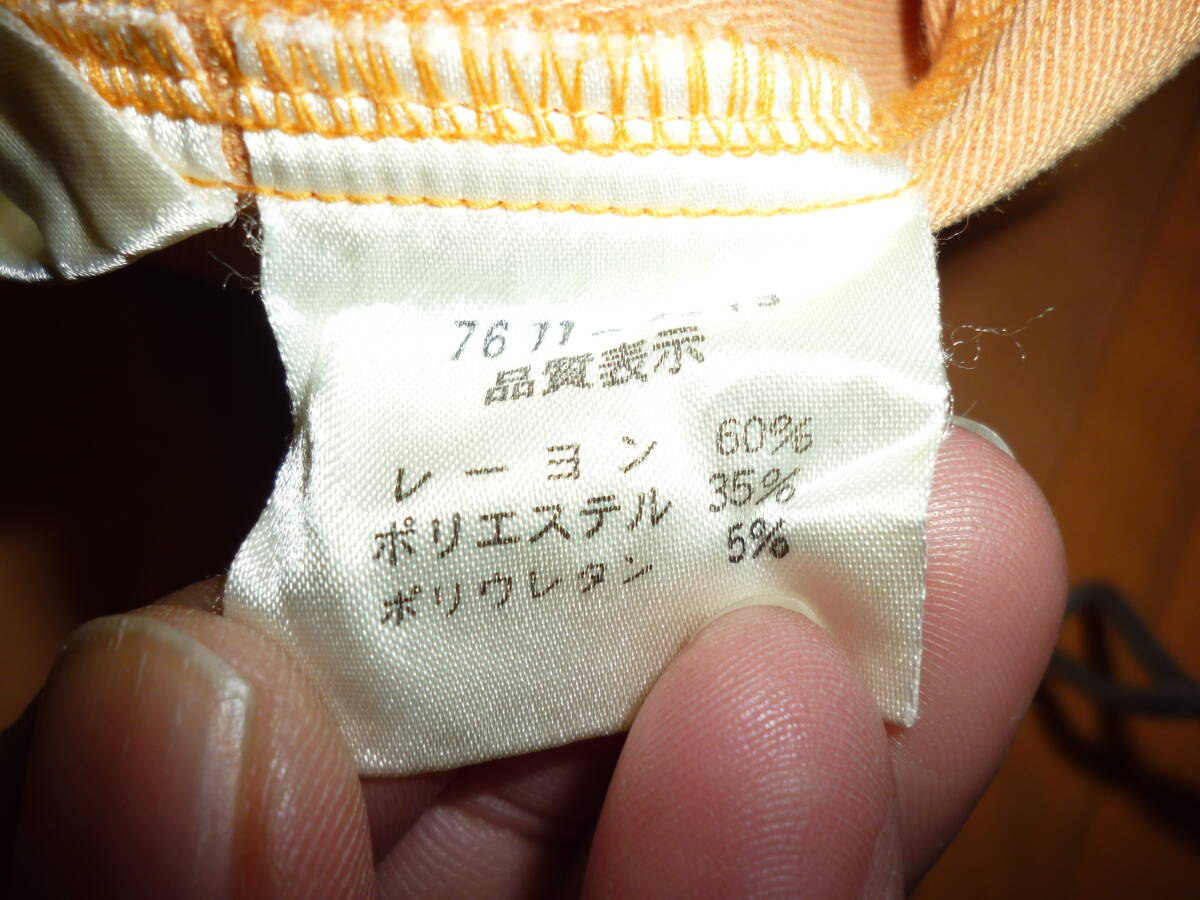 品質表示
レーヨン 60%
ポリエステル 35%
ポリウレタン 5%